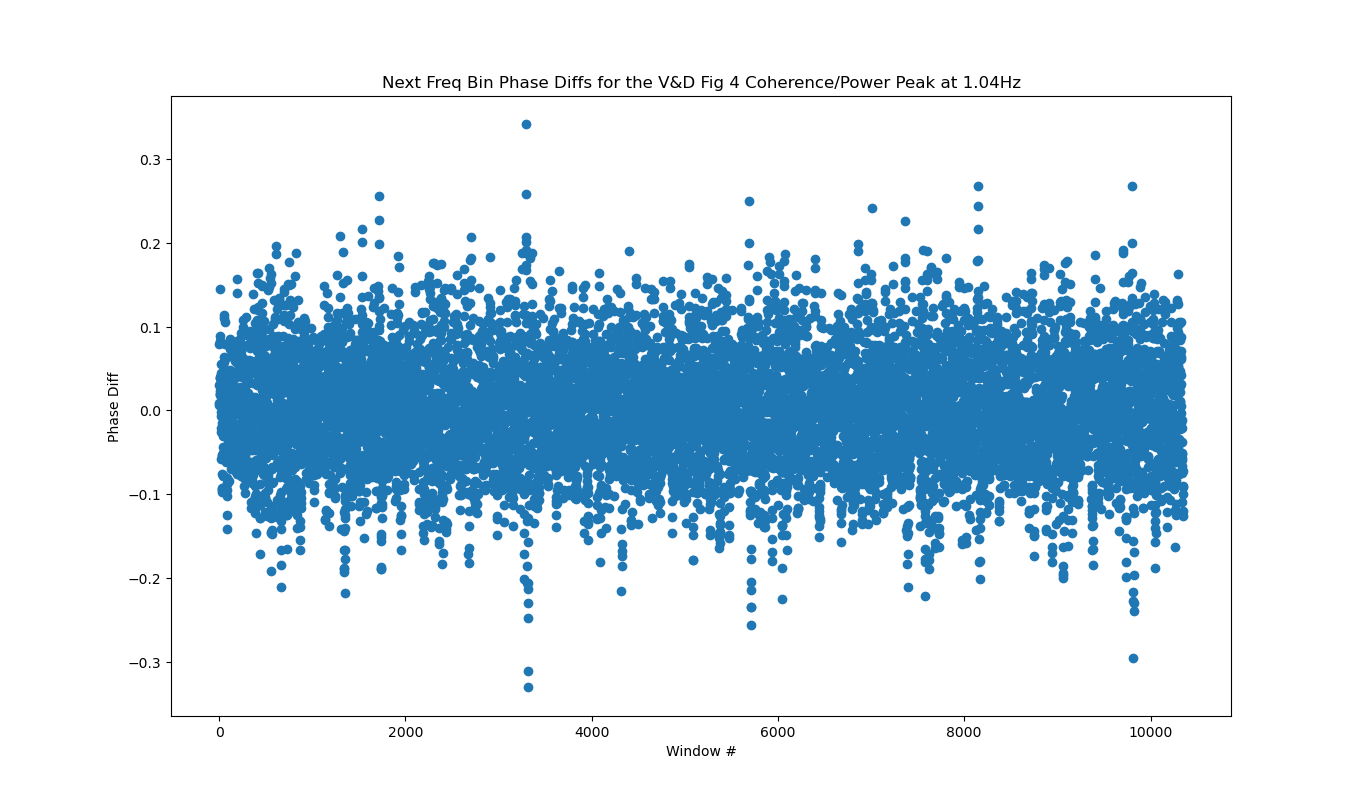 Next Freq Bin Phase Diffs for the V&D Fig 4 Coherence/Power Peak at 1.04Hz
0.3
0.2
0.1
0.0
−0.1
−0.2
−0.3
Phase Diff
0 2000 4000 6000 8000 10000
Window #